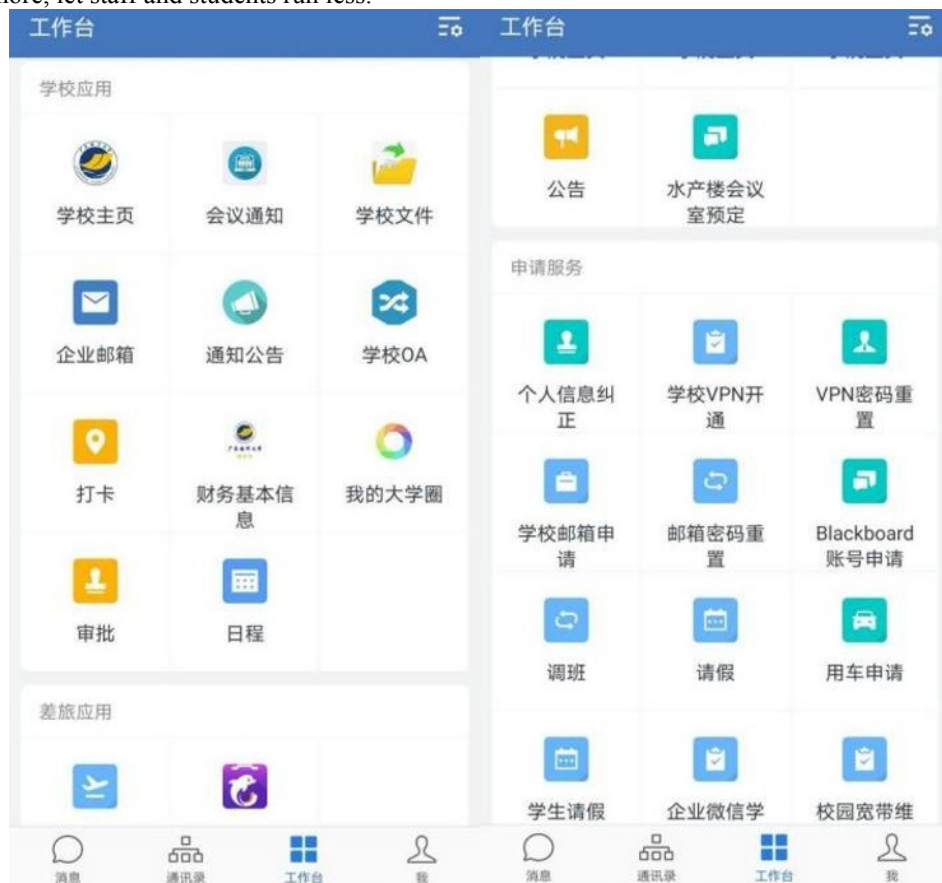 more, let staff and students run less.
工作台
学校应用
学校主页
会议通知
学校文件
企业邮箱
通知公告
学校OA
打卡
财务基本信
息
我的大学圈
审批
日程
差旅应用
消息
通讯录
工作台
我
工作台
公告
水产楼会议
室预定
申请服务
个人信息纠
正
学校VPN开
通
VPN密码重
置
学校邮箱申
请
邮箱密码重
置
Blackboard
账号申请
调班
请假
用车申请
学生请假
企业微信学
校园宽带维
消息
通讯录
工作台
我